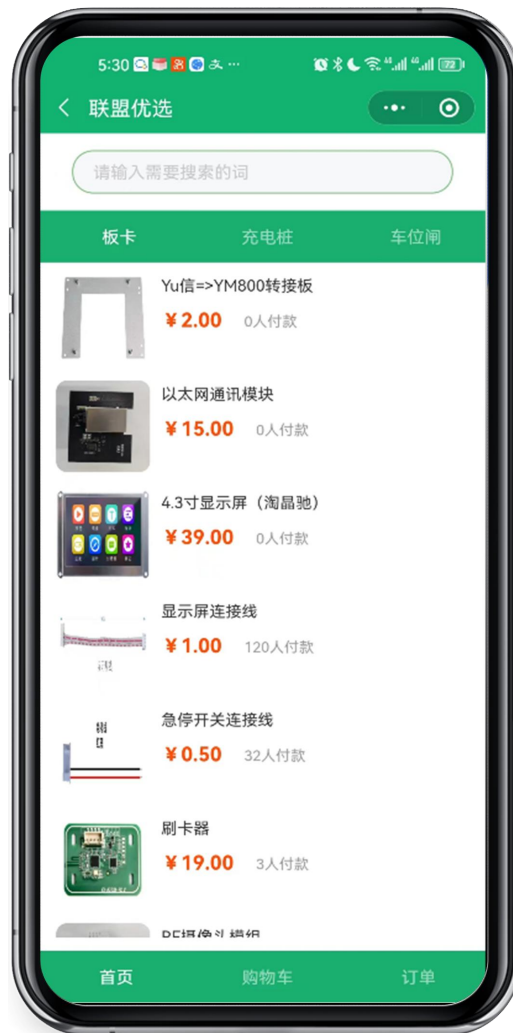 5:30
72
联盟优选
请输入需要搜索的词
板卡 充电桩 车位闸
Yu信=>YM800转接板
¥2.00 0人付款
以太网通讯模块
¥15.00 0人付款
4.3寸显示屏（淘晶驰）
¥39.00 0人付款
显示屏连接线
¥1.00 120人付款
急停开关连接线
¥0.50 32人付款
刷卡器
¥19.00 3人付款
首页 购物车 订单